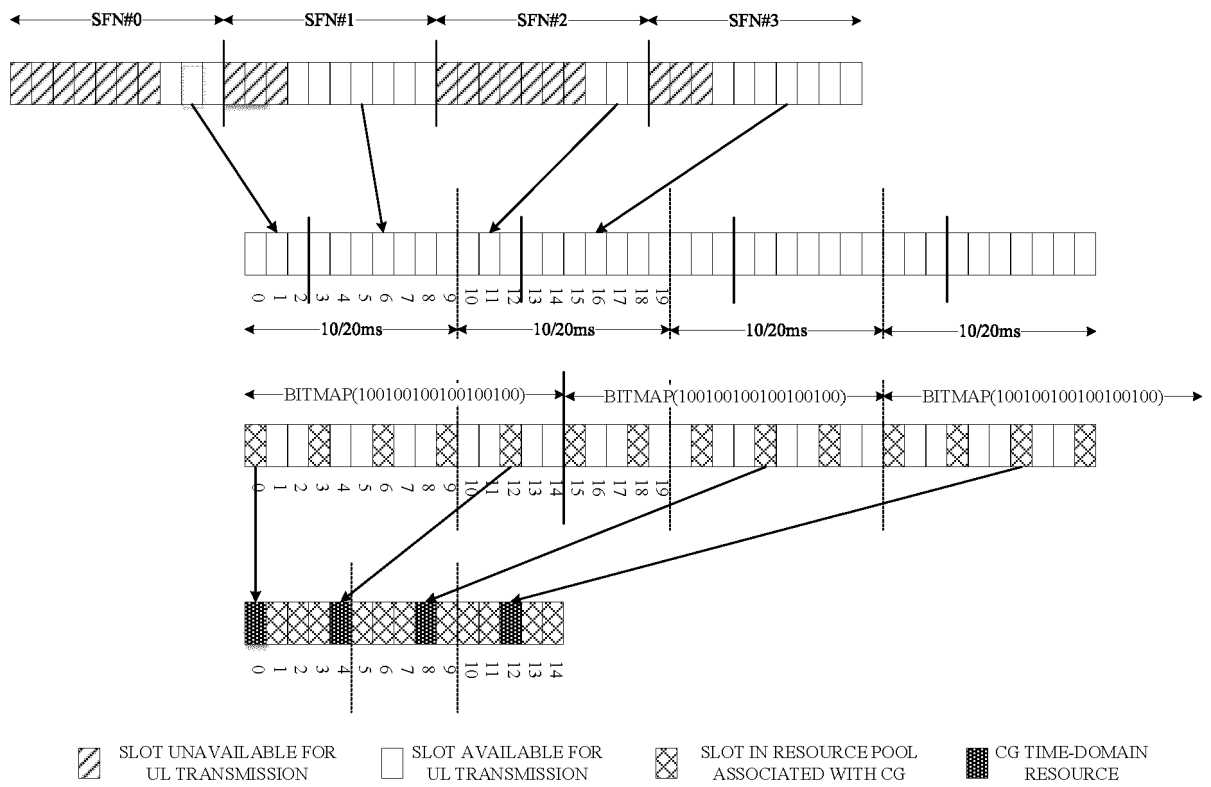 SFN#0 SFN#1 SFN#2 SFN#3
0 1 2 3 4 5 6 7 8 9 10 11 12 13 14 15 16 17 18 19
10/20ms 10/20ms 10/20ms 10/20ms
BITMAP(100100100100100100) BITMAP(100100100100100100) BITMAP(100100100100100100)
0 1 2 3 4 5 6 7 8 9 10 11 12 13 14 15 16 17 18 19
0 1 2 3 4 5 6 7 8 9 10 11 12 13 14
SLOT UNAVAILABLE FOR
UL TRANSMISSION
SLOT AVAILABLE FOR
UL TRANSMISSION
SLOT IN RESOURCE POOL
ASSOCIATED WITH CG
CG TIME-DOMAIN
RESOURCE